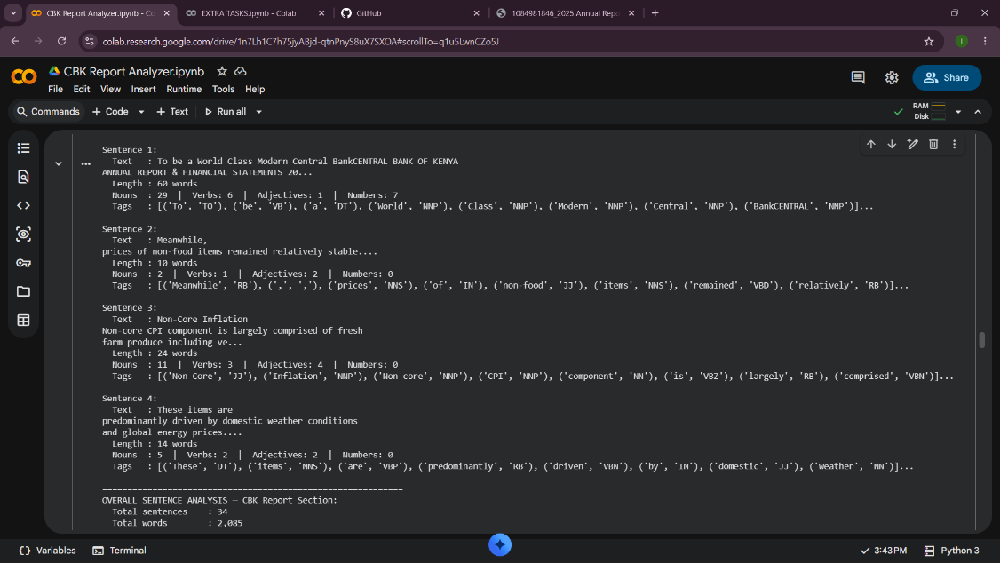 CBK Report Analyzer.ipynb - Co
EXTRA TASKS.ipynb - Colab
GitHub
1084981846_2025 Annual Repo
colab.research.google.com/drive/1n7Lh1C7h75jyABjd-qtnPnyS8uX7SXOA#scrollTo=q1u5LwnCZo5J
I
CBK Report Analyzer.ipynb
File Edit View Insert Runtime Tools Help
Share
Commands + Code + Text Run all
RAM
Disk
Sentence 1:
Text : To be a World Class Modern Central BankCENTRAL BANK OF KENYA
ANNUAL REPORT & FINANCIAL STATEMENTS 20...
Length : 60 words
Nouns : 29 | Verbs: 6 | Adjectives: 1 | Numbers: 7
Tags : [('To', 'TO'), ('be', 'VB'), ('a', 'DT'), ('World', 'NNP'), ('Class', 'NNP'), ('Modern', 'NNP'), ('Central', 'NNP'), ('BankCENTRAL', 'NNP')]...
Sentence 2:
Text : Meanwhile,
prices of non-food items remained relatively stable....
Length : 10 words
Nouns : 2 | Verbs: 1 | Adjectives: 2 | Numbers: 0
Tags : [('Meanwhile', 'RB'), (',', ','), ('prices', 'NNS'), ('of', 'IN'), ('non-food', 'JJ'), ('items', 'NNS'), ('remained', 'VBD'), ('relatively', 'RB')]...
Sentence 3:
Text : Non-Core Inflation
Non-core CPI component is largely comprised of fresh
farm produce including ve...
Length : 24 words
Nouns : 11 | Verbs: 3 | Adjectives: 4 | Numbers: 0
Tags : [('Non-Core', 'JJ'), ('Inflation', 'NNP'), ('Non-core', 'NNP'), ('CPI', 'NNP'), ('component', 'NN'), ('is', 'VBZ'), ('largely', 'RB'), ('comprised', 'VBN')]...
Sentence 4:
Text : These items are
predominantly driven by domestic weather conditions
and global energy prices....
Length : 14 words
Nouns : 5 | Verbs: 2 | Adjectives: 2 | Numbers: 0
Tags : [('These', 'DT'), ('items', 'NNS'), ('are', 'VBP'), ('predominantly', 'RB'), ('driven', 'VBN'), ('by', 'IN'), ('domestic', 'JJ'), ('weather', 'NN')]...
============================================================
OVERALL SENTENCE ANALYSIS — CBK Report Section:
Total sentences : 34
Total words : 2,085
Variables Terminal 3:43 PM Python 3